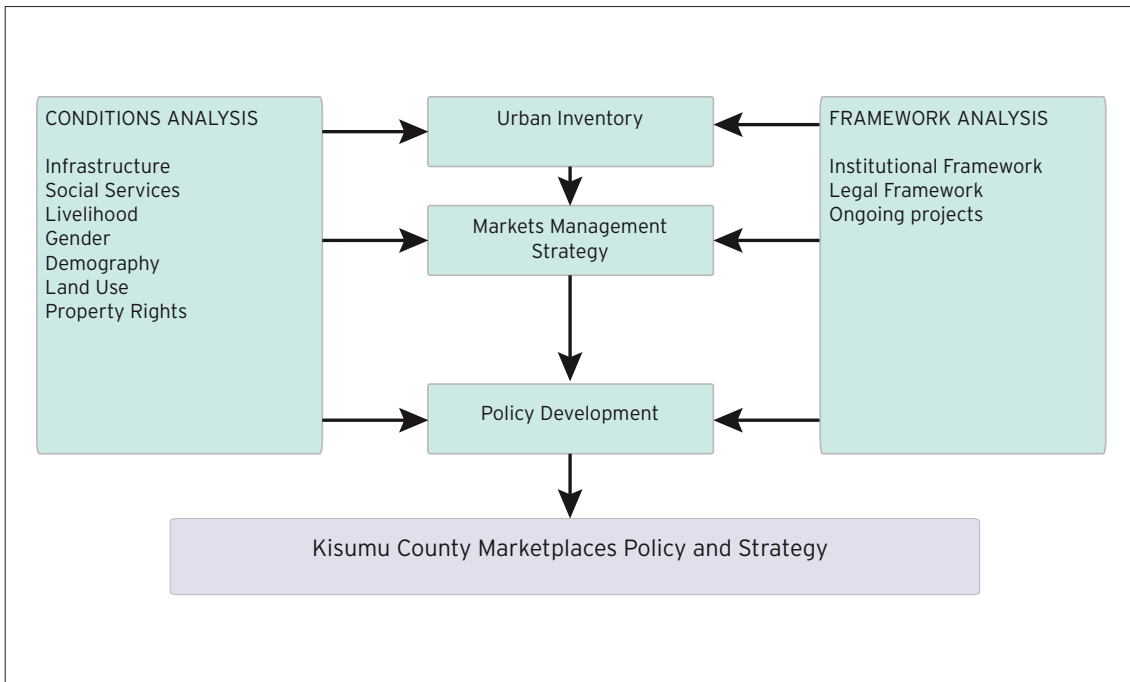 CONDITIONS ANALYSIS
Infrastructure
Social Services
Livelihood
Gender
Demography
Land Use
Property Rights
Urban Inventory
Markets Management
Strategy
Policy Development
FRAMEWORK ANALYSIS
Institutional Framework
Legal Framework
Ongoing projects
Kisumu County Marketplaces Policy and Strategy